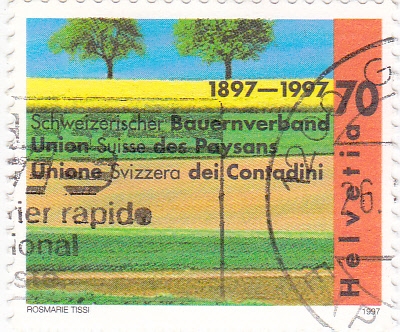 1897—1997
70
Schweizerischer Bauernverband
Union Suisse des Paysans
Unione Svizzera dei Contadini
Helvetia
ier rapide
ional
ROSMARIE TISSI
1997